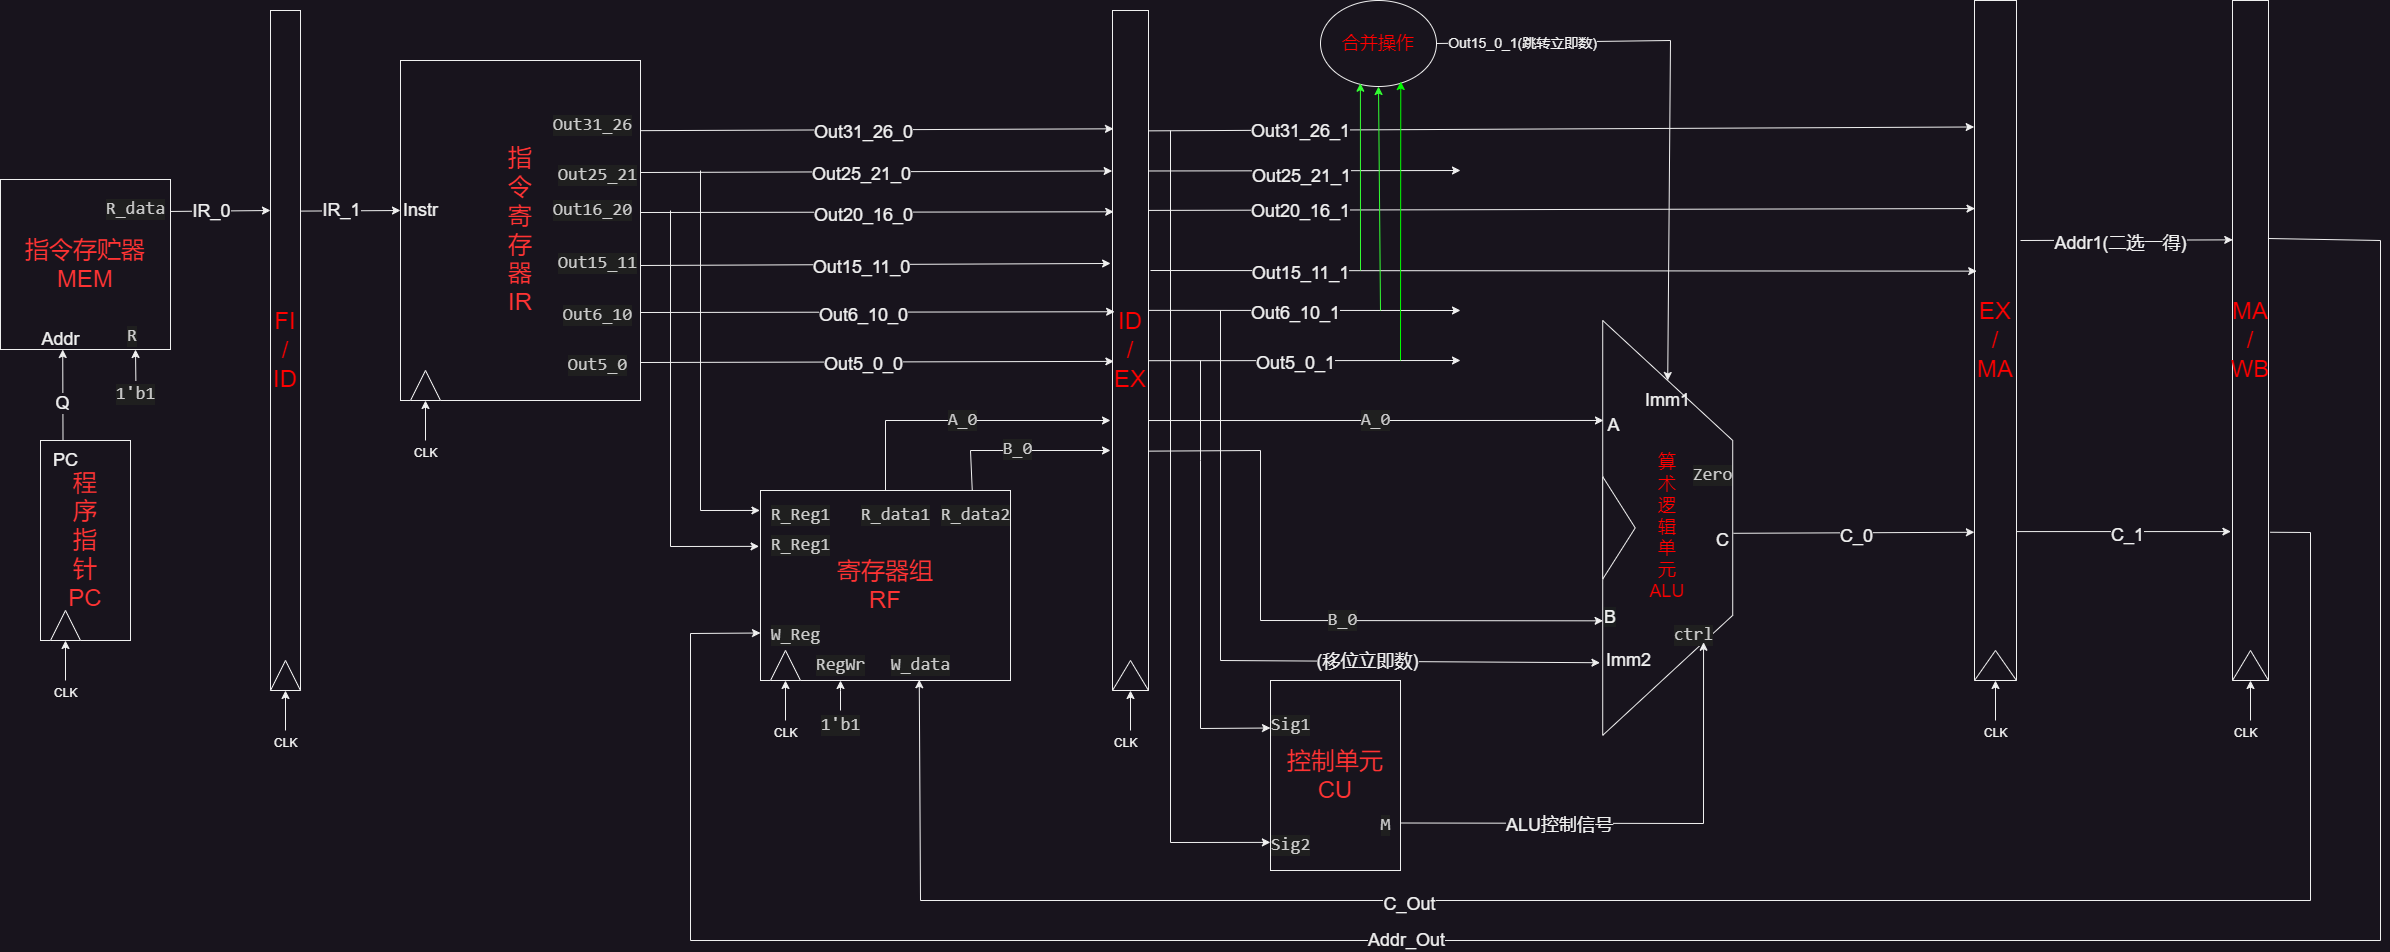 合并操作
Out15_0_1(跳转立即数)
Out31_26
Out31_26_0
Out31_26_1
Out25_21
Out25_21_0
Out25_21_1
R_data
IR_0
IR_1
Instr
Out16_20
Out20_16_0
Out20_16_1
指
令
寄
存
器
IR
指令存贮器
MEM
Addr
R
Out15_11
Out15_11_0
Out15_11_1
Addr1(二选一得)
Out6_10
Out6_10_0
Out6_10_1
Out5_0
Out5_0_0
Out5_0_1
FI
/
ID
ID
/
EX
EX
/
MA
MA
/
WB
1'b1
Q
PC
程
序
指
针
PC
CLK
CLK
CLK
A_0
B_0
A_0
Imm1
A
Zero
算
术
逻
辑
单
元
ALU
C
C_0
C_1
R_Reg1
R_data1
R_data2
R_Reg1
寄存器组
RF
W_Reg
RegWr
W_data
CLK
1'b1
B_0
B
ctrl
(移位立即数)
Imm2
CLK
Sig1
控制单元
CU
M
Sig2
ALU控制信号
CLK
CLK
C_Out
Addr_Out